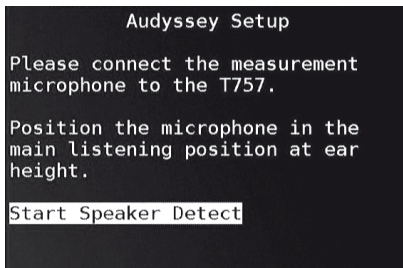 Audyssey Setup
Please connect the measurement
microphone to the T757.
Position the microphone in the
main listening position at ear
height.
Start Speaker Detect